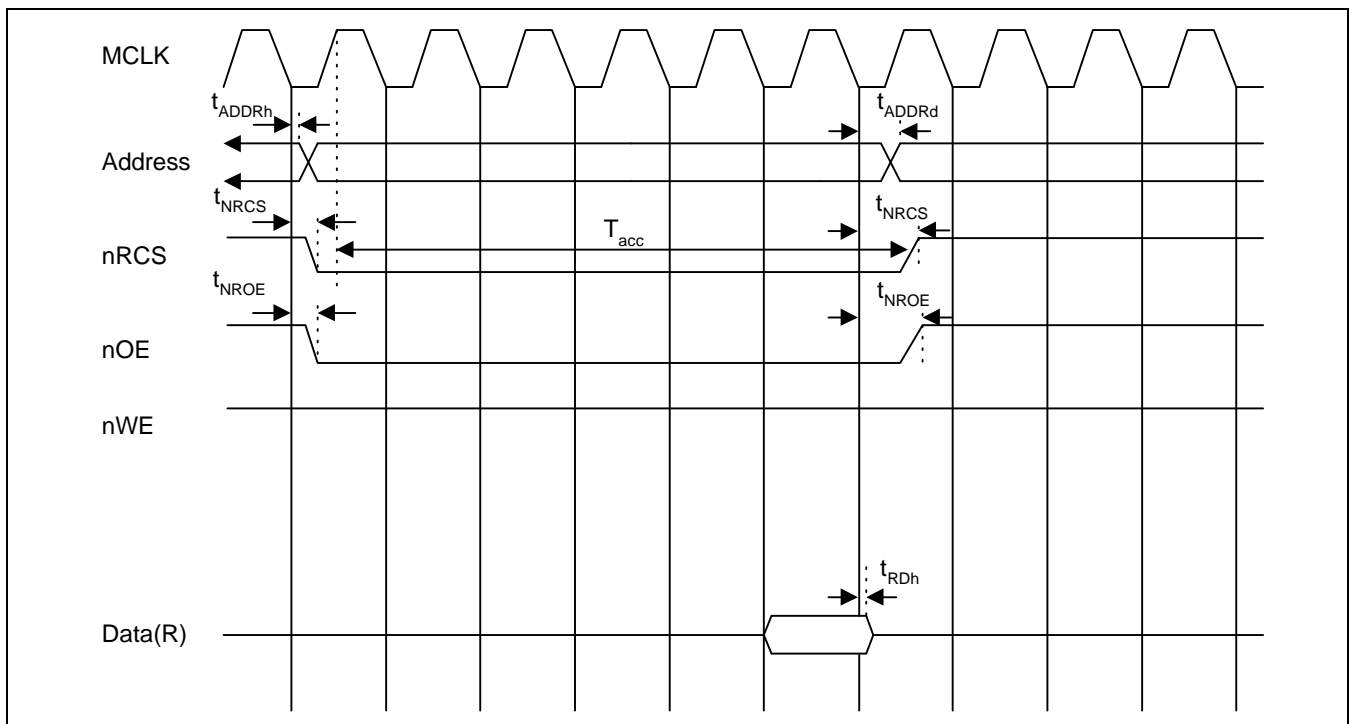 MCLK
tADDRh
tADDRd
Address
tNRCS
tNRCS
Tacc
nRCS
tNROE
tNROE
nOE
nWE
tRDh
Data(R)